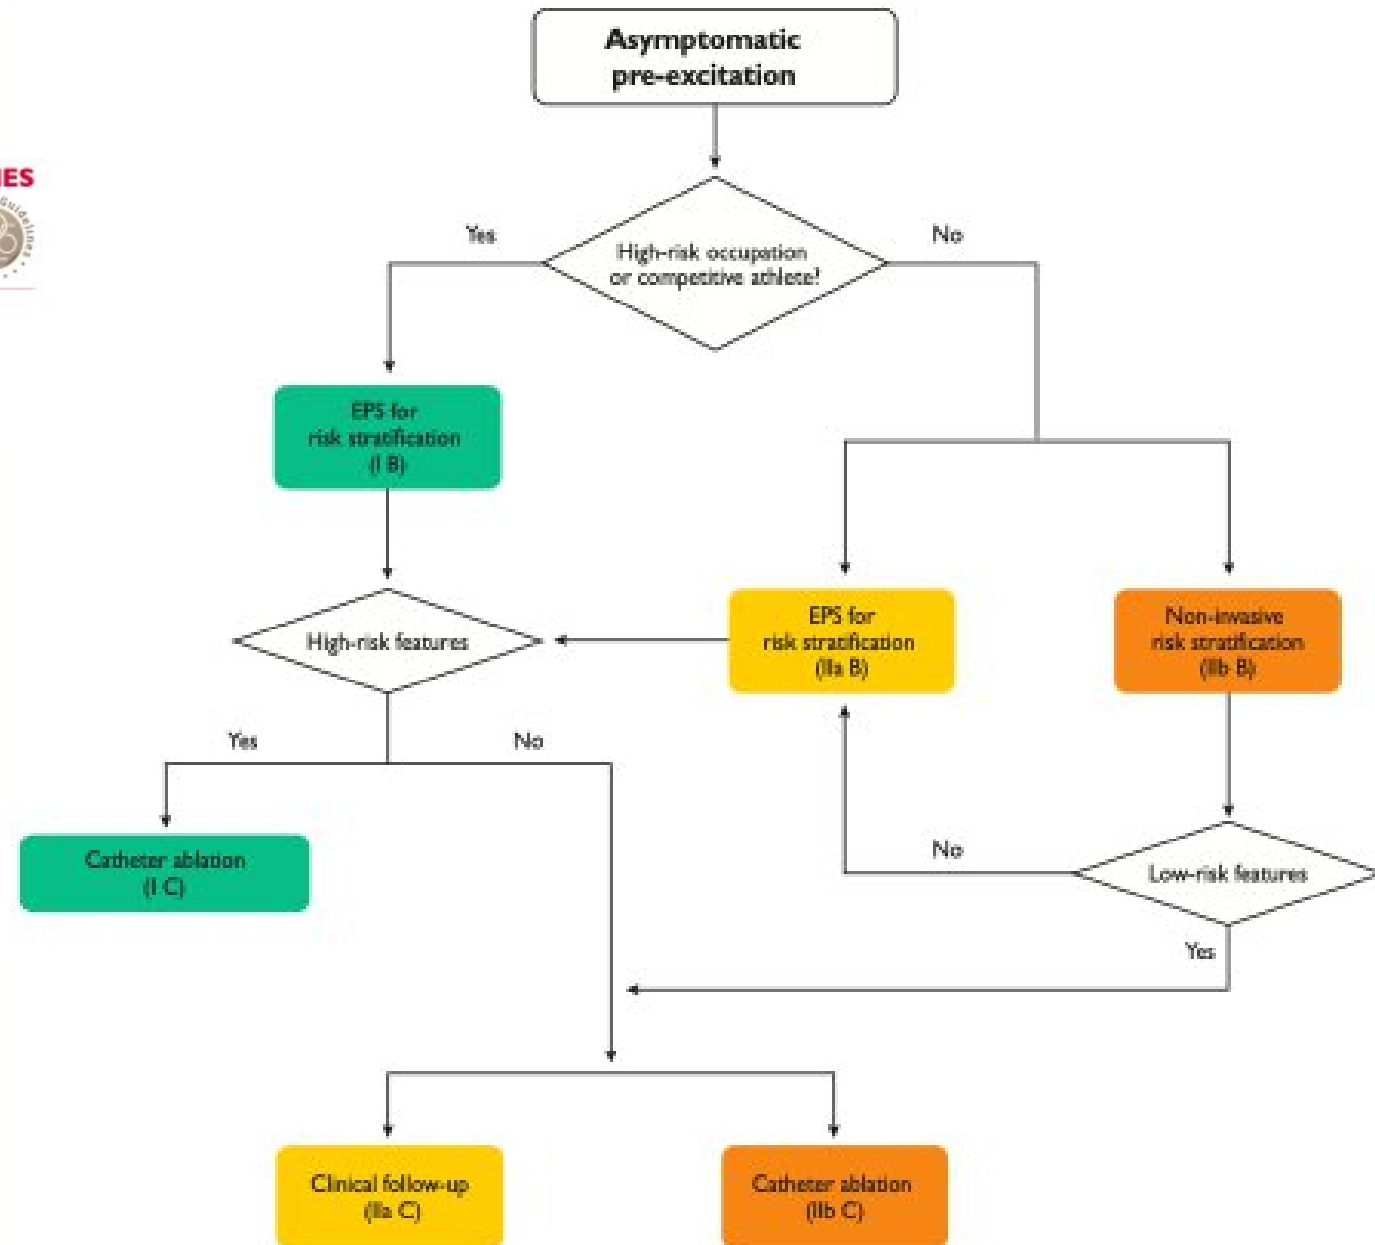 Asymptomatic
pre-excitation
IES
Guidelines
Yes
No
High-risk occupation
or competitive athlete?
EPS for
risk stratification
(I B)
High-risk features
EPS for
risk stratification
(IIa B)
Non-invasive
risk stratification
(IIb B)
Yes
No
Catheter ablation
(I C)
No
Low-risk features
Yes
Clinical follow-up
(IIa C)
Catheter ablation
(IIb C)